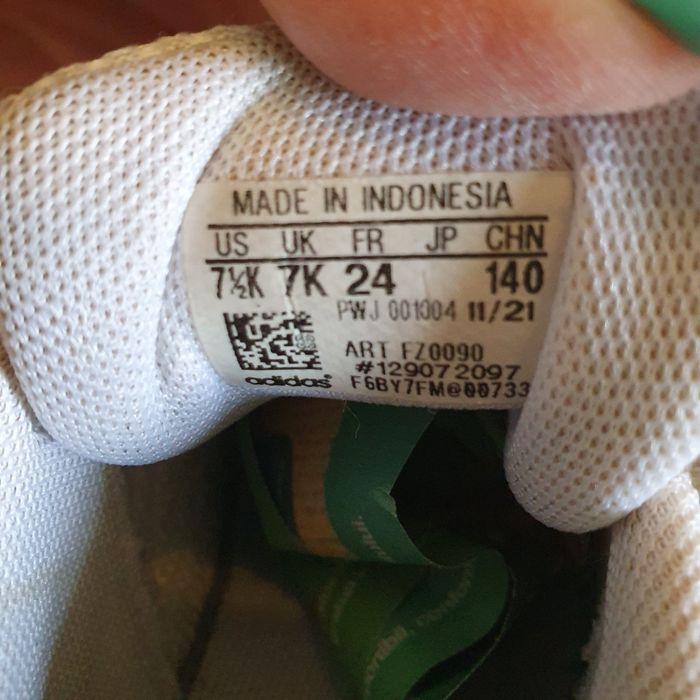 MADE IN INDONESIA
US UK FR JP CHN
7½K 7K 24 140
PWJ 001004 11/21
ART FZ0090
#129072097
adidas F6BY7FM@00733